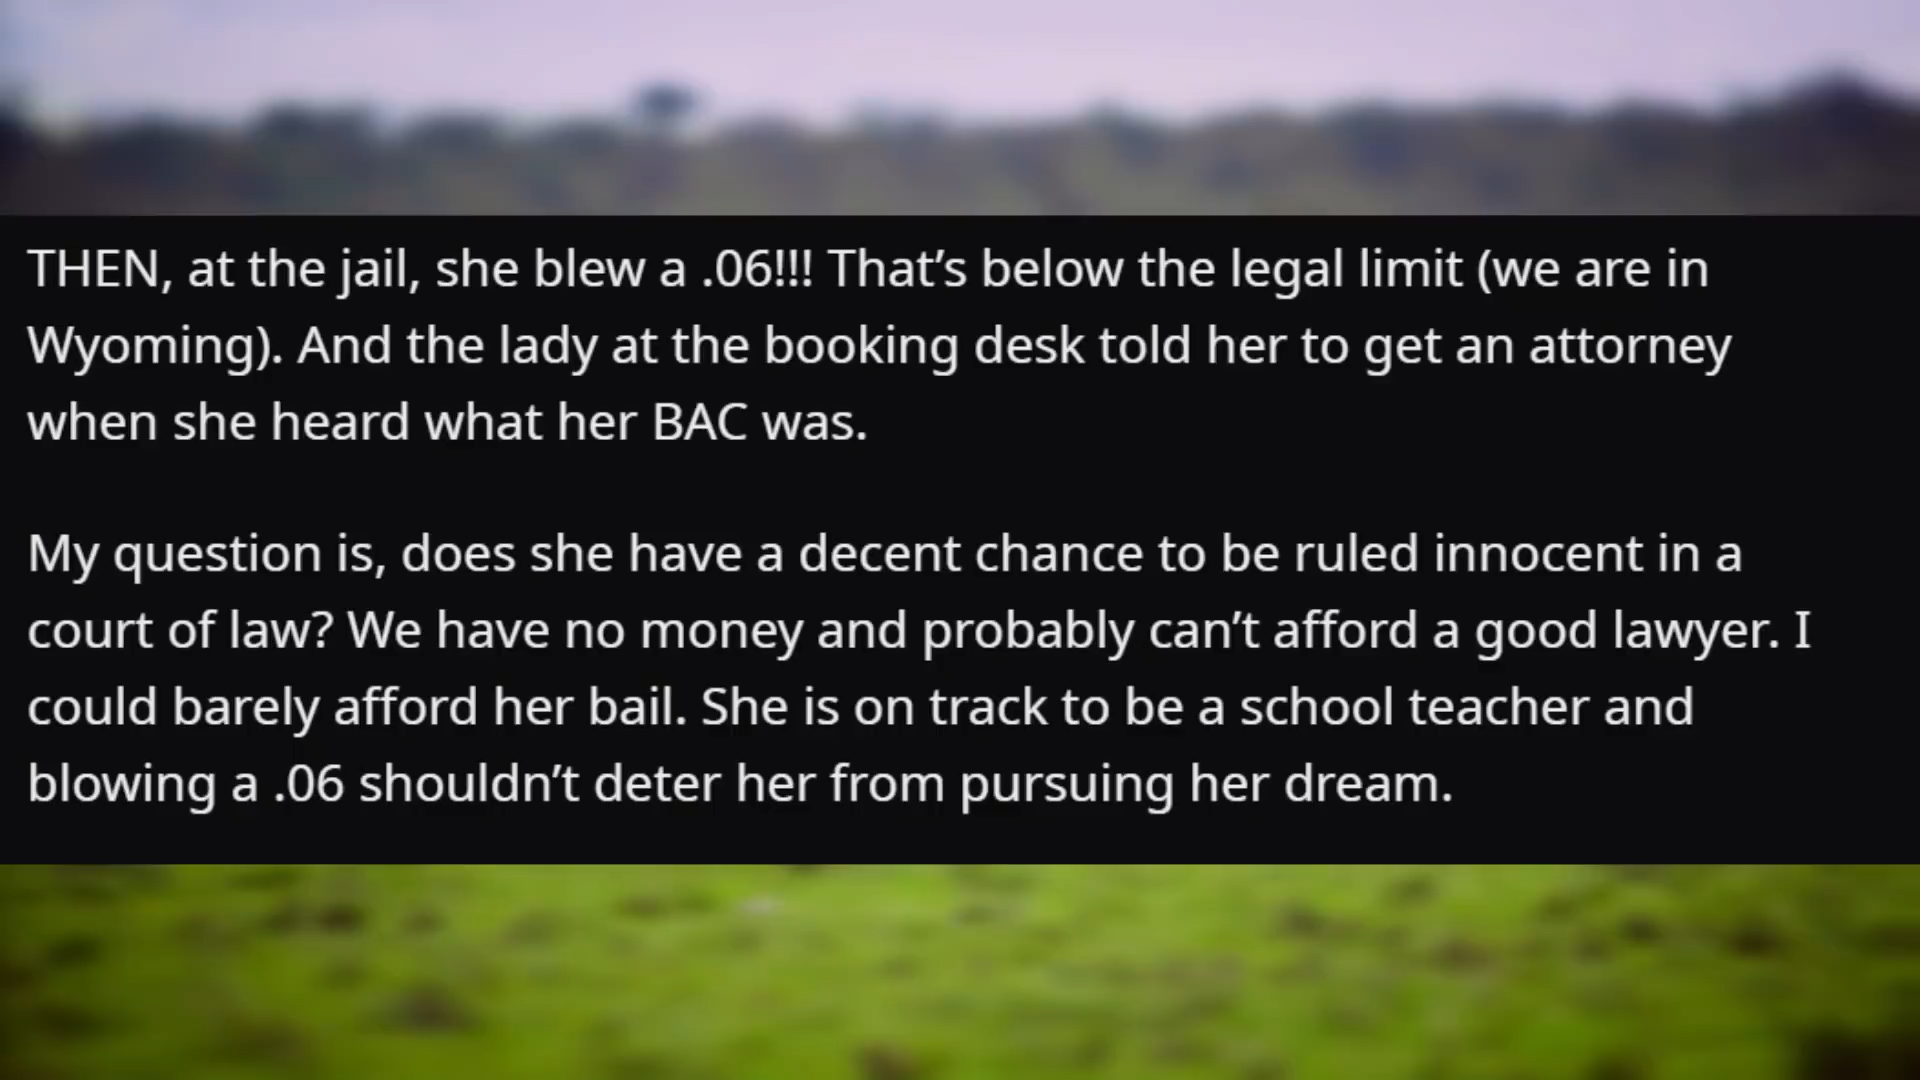 THEN, at the jail, she blew a .06!!! That’s below the legal limit (we are in
Wyoming). And the lady at the booking desk told her to get an attorney
when she heard what her BAC was.
My question is, does she have a decent chance to be ruled innocent in a
court of law? We have no money and probably can’t afford a good lawyer. I
could barely afford her bail. She is on track to be a school teacher and
blowing a .06 shouldn’t deter her from pursuing her dream.